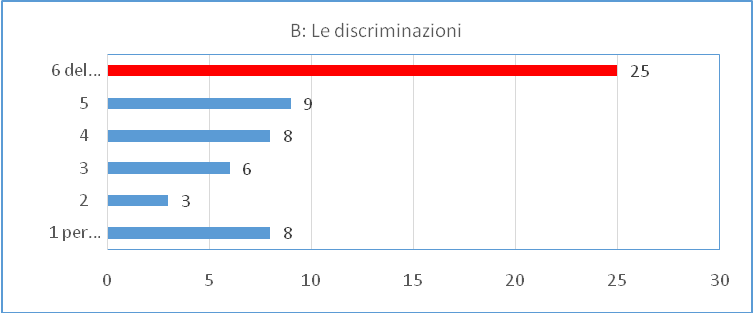 B: Le discriminazioni
6 del... 25
5 9
4 8
3 6
2 3
1 per... 8
0 5 10 15 20 25 30